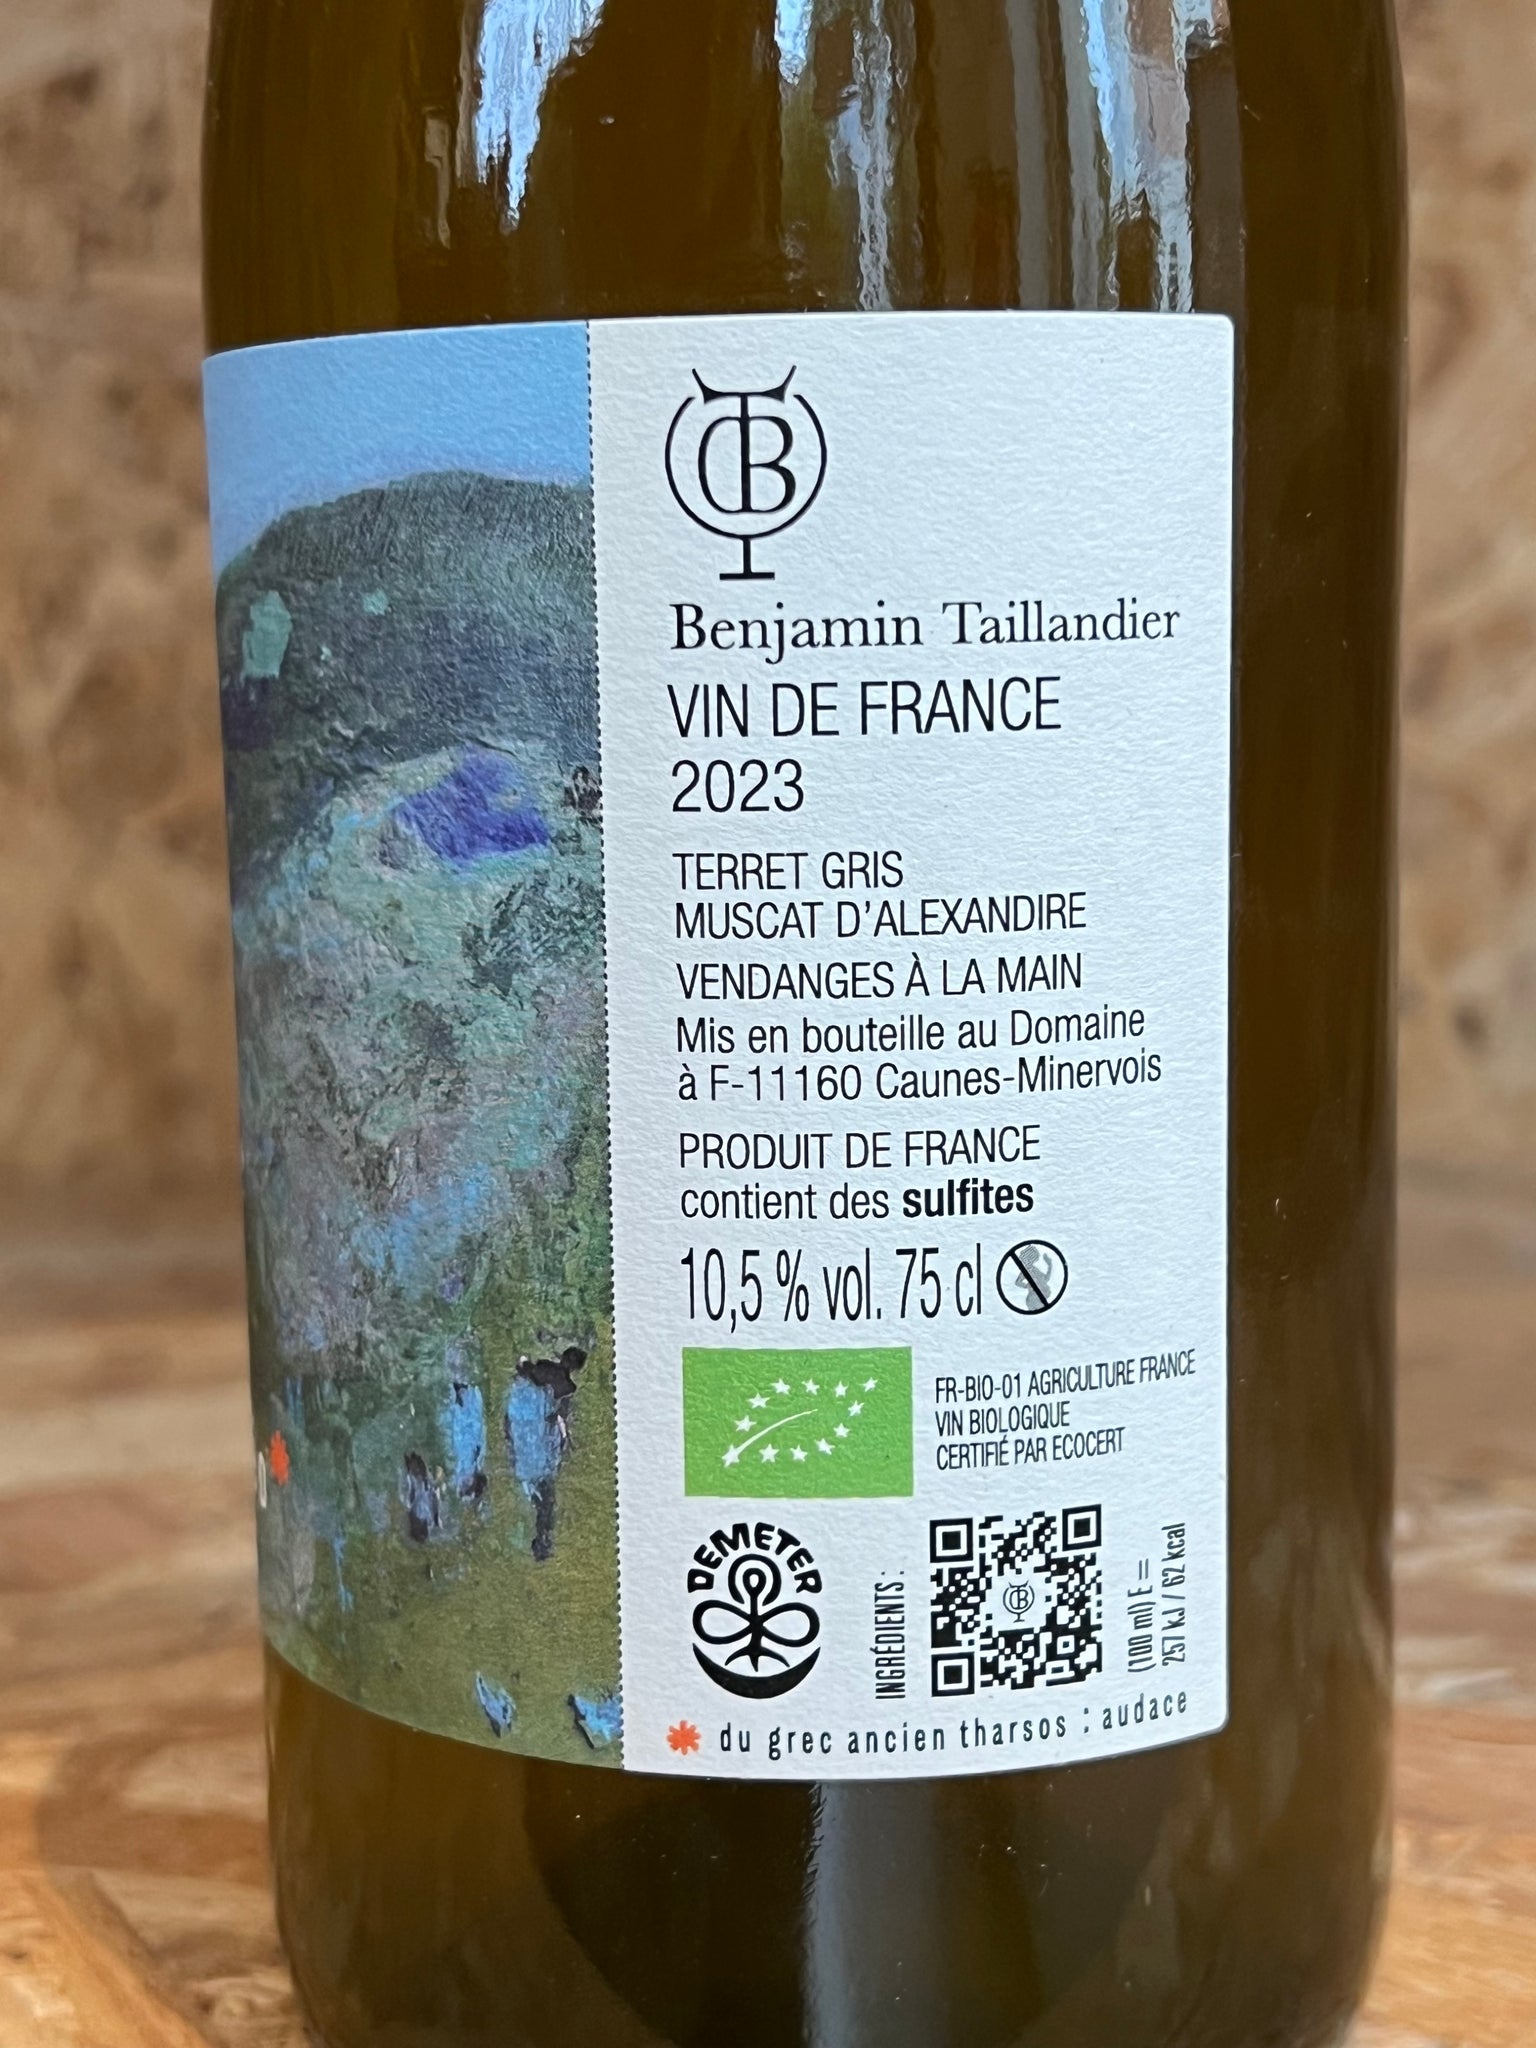 Benjamin Taillandier
VIN DE FRANCE
2023
TERRET GRIS
MUSCAT D'ALEXANDIRE
VENDANGES À LA MAIN
Mis en bouteille au Domaine
à F-11160 Caunes-Minervois
PRODUIT DE FRANCE
contient des sulfites
10,5 % vol. 75 cl
FR-BIO-01 AGRICULTURE FRANCE
VIN BIOLOGIQUE
CERTIFIÉ PAR ECOCERT
DEMETER
INGRÉDIENTS :
(100 ml) E =
257 kJ / 62 kcal
* du grec ancien tharsos : audace